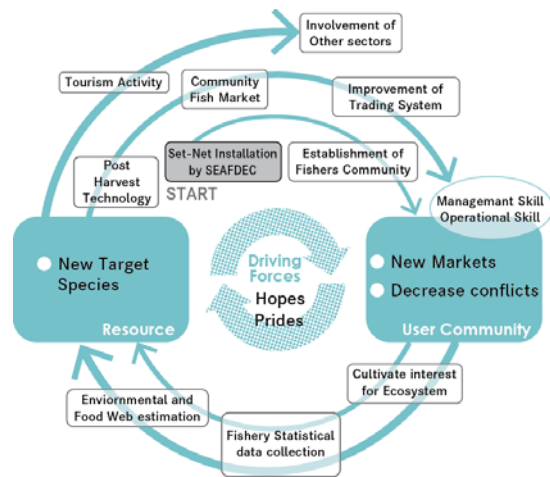 Involvement of
Other sectors
Tourism Activity
Community
Fish Market
Improvement of
Trading System
Set-Net Installation
by SEAFDEC
START
Establishment of
Fishers Community
Post
Harvest
Technology
Managemant Skill
Operational Skill
New Target
Species
Resource
Driving
Forces
Hopes
Prides
New Markets
Decrease conflicts
User Community
Cultivate interest
for Ecosystem
Enviornmental and
Food Web estimation
Fishery Statistical
data collection